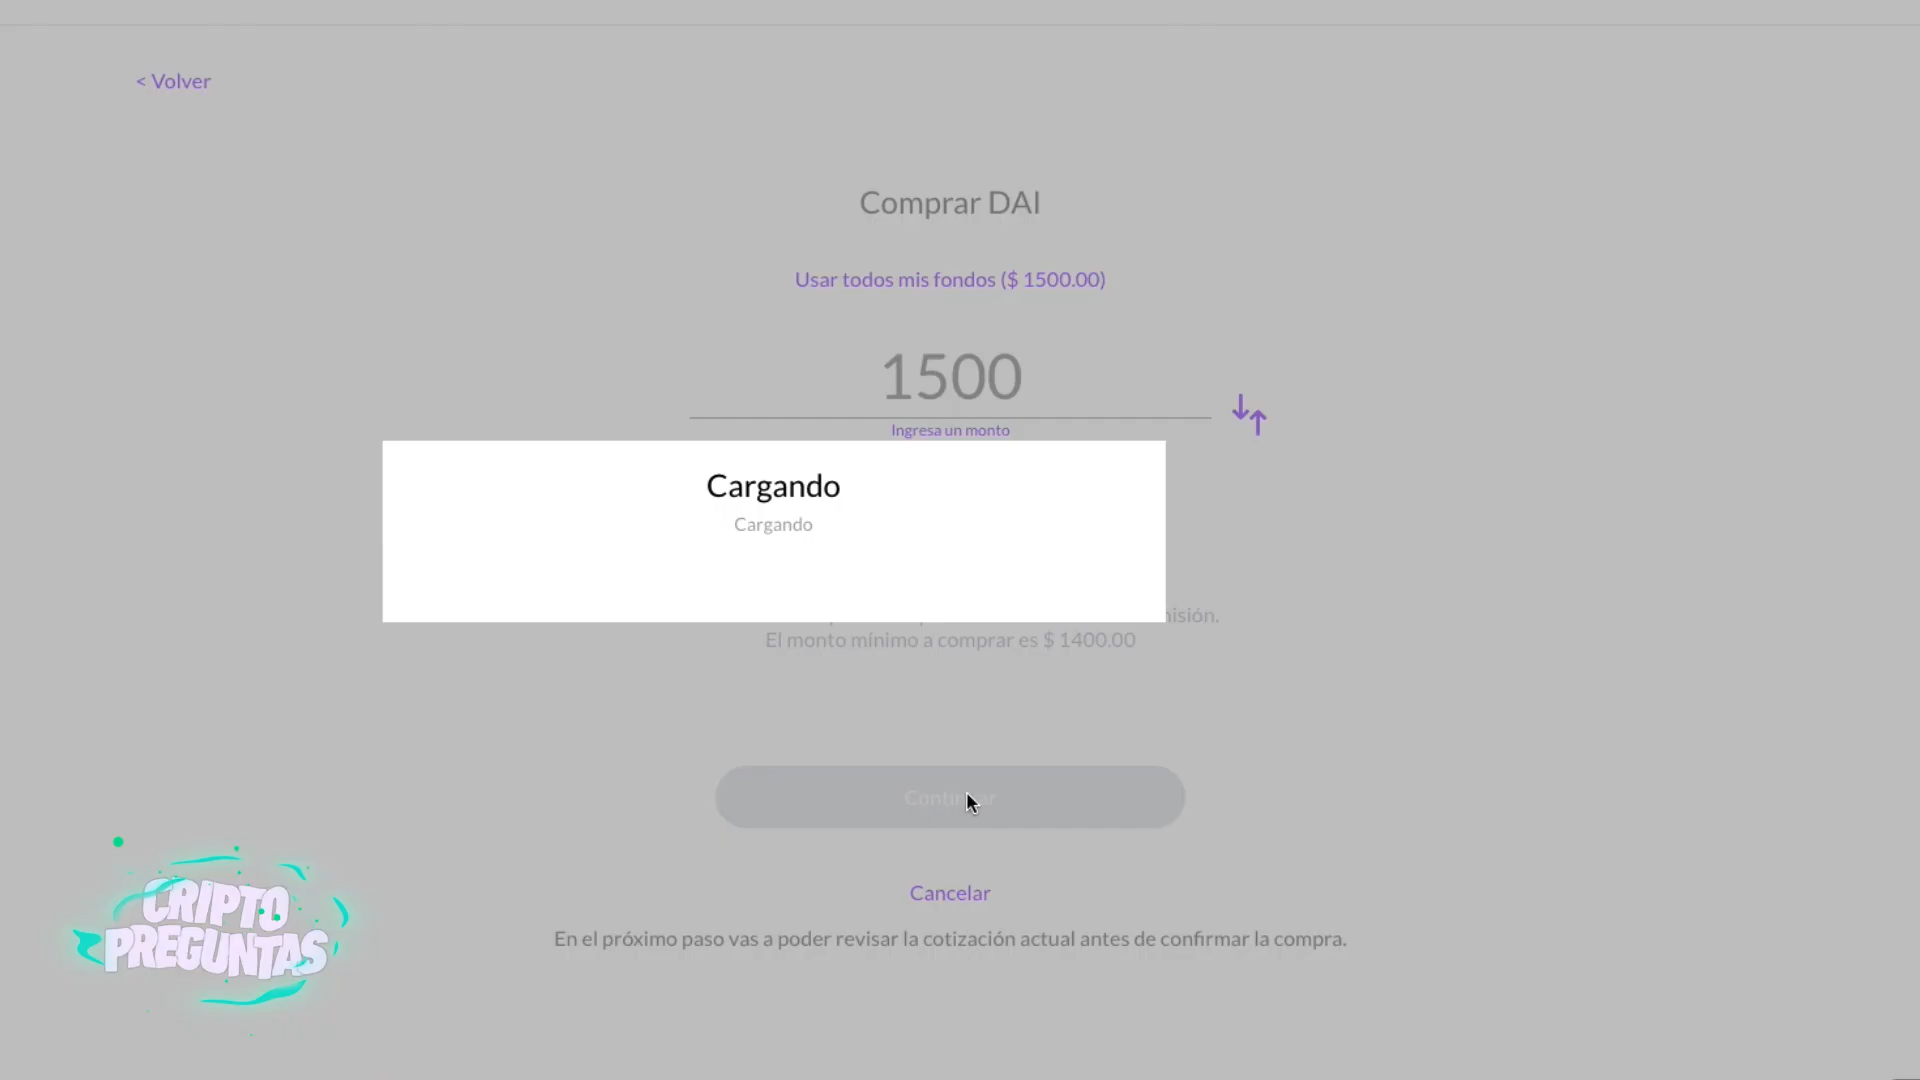 < Volver
Comprar DAI
Usar todos mis fondos ($ 1500.00)
1500
Ingresa un monto
Cargando
Cargando
El monto mínimo a comprar es $ 1400.00
Continuar
Cancelar
En el próximo paso vas a poder revisar la cotización actual antes de confirmar la compra.
CRIPTO
PREGUNTAS